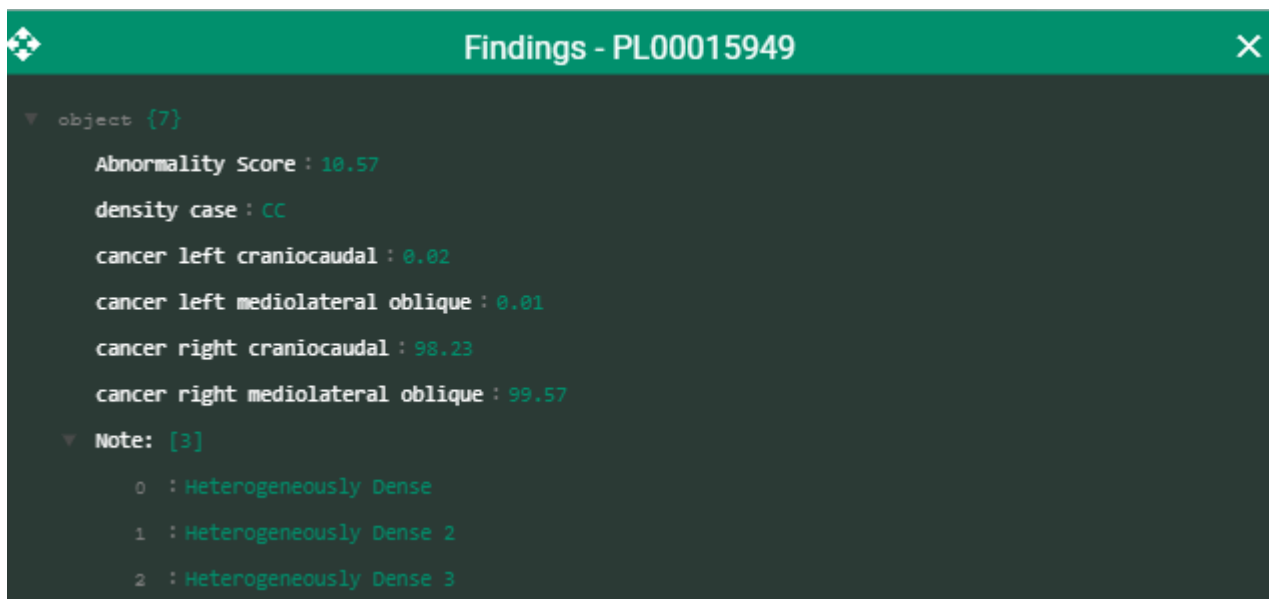 Findings - PL00015949
object {7}
Abnormality Score : 10.57
density case : CC
cancer left craniocaudal : 0.02
cancer left mediolateral oblique : 0.01
cancer right craniocaudal : 98.23
cancer right mediolateral oblique : 99.57
Note: [3]
0 : Heterogeneously Dense
1 : Heterogeneously Dense 2
2 : Heterogeneously Dense 3